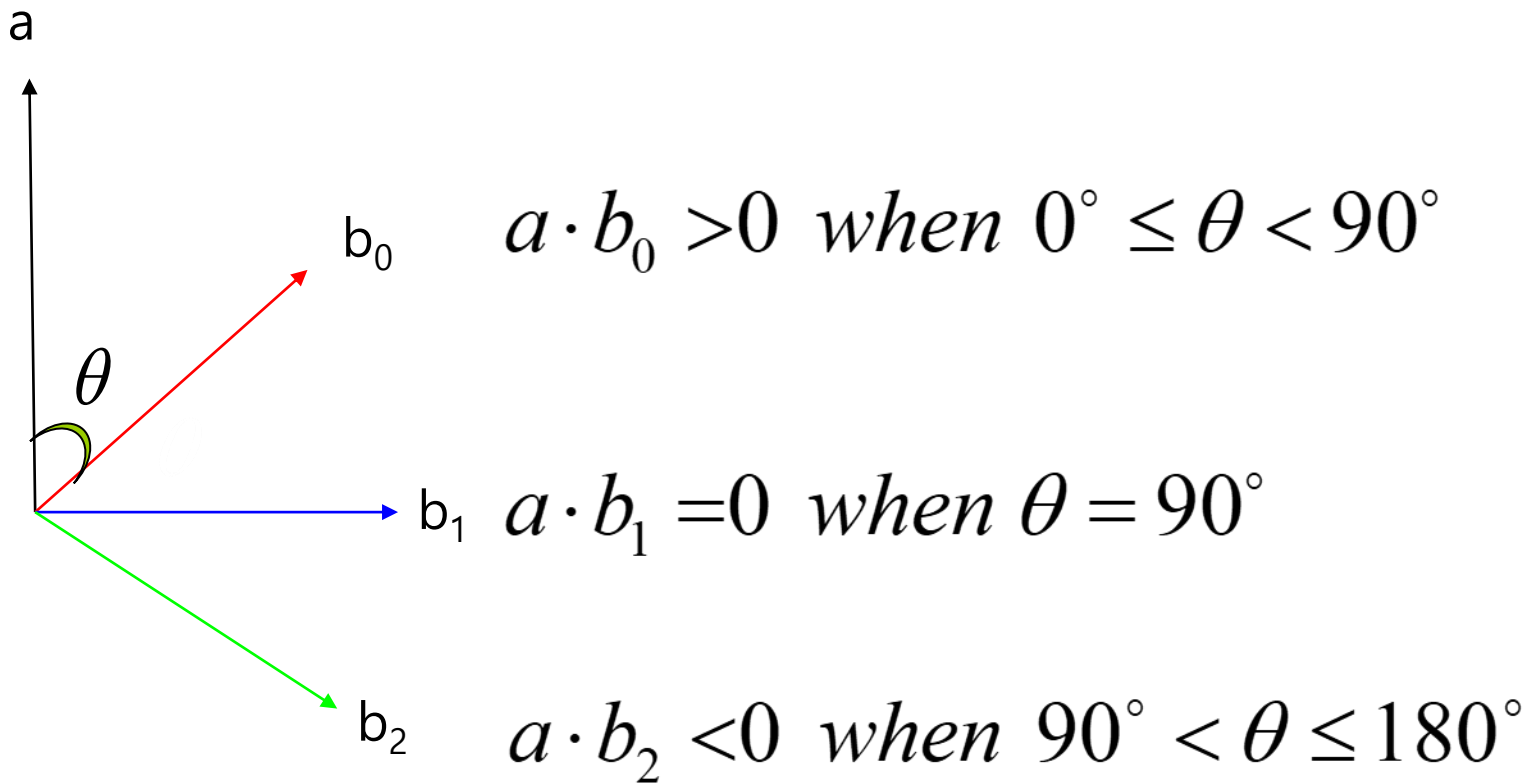 a
b₀ a · b₀ >0 when 0° ≤ θ < 90°
θ
b₁ a · b₁ =0 when θ = 90°
b₂ a · b₂ <0 when 90° < θ ≤ 180°